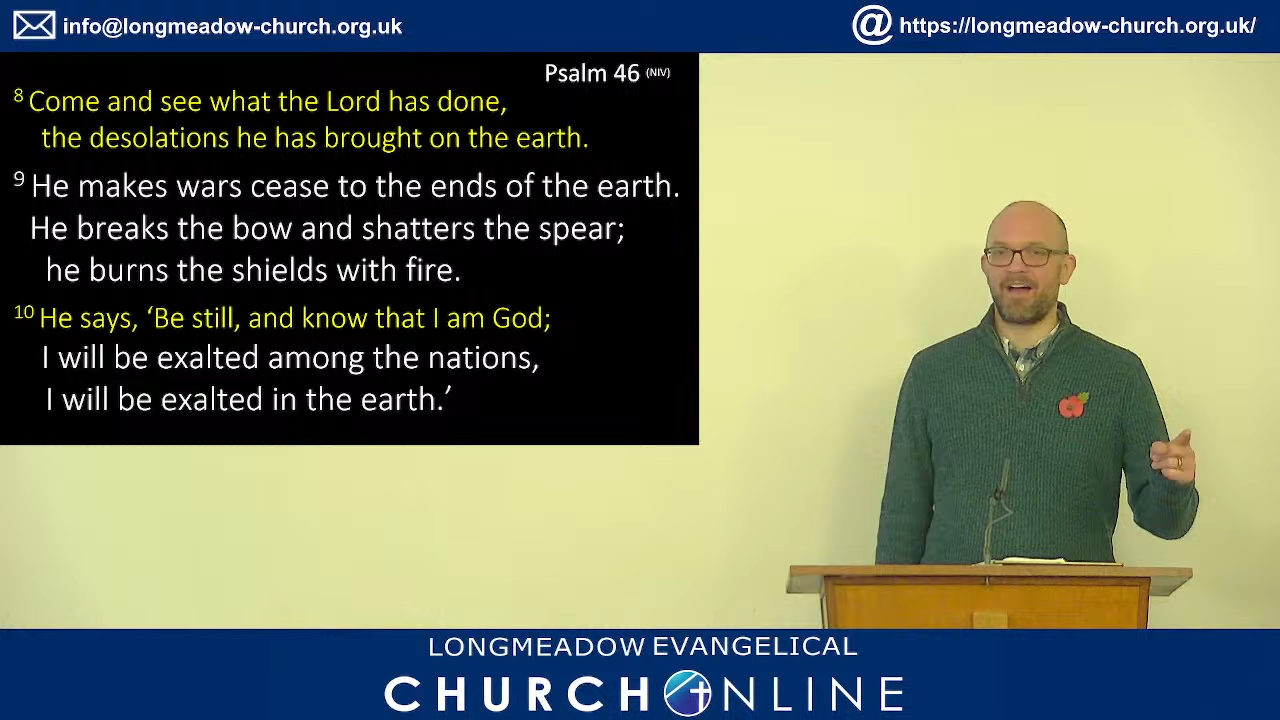 info@longmeadow-church.org.uk
https://longmeadow-church.org.uk/
Psalm 46 (NIV)
8 Come and see what the Lord has done,
the desolations he has brought on the earth.
9 He makes wars cease to the ends of the earth.
He breaks the bow and shatters the spear;
he burns the shields with fire.
10 He says, ‘Be still, and know that I am God;
I will be exalted among the nations,
I will be exalted in the earth.’
LONGMEADOW EVANGELICAL
CHURCH ONLINE